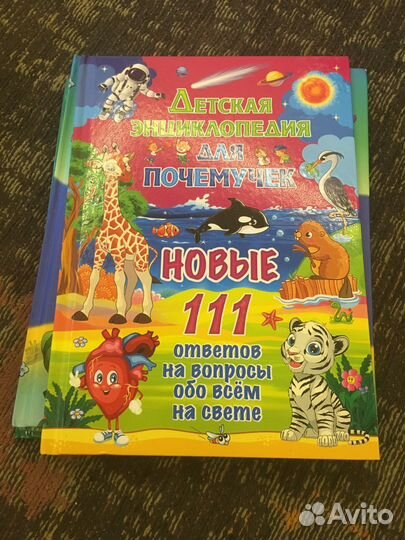 Детская
энциклопедия
для
почемучек
НОВЫЕ
111
ответов
на вопросы
обо всём
на свете
Avito